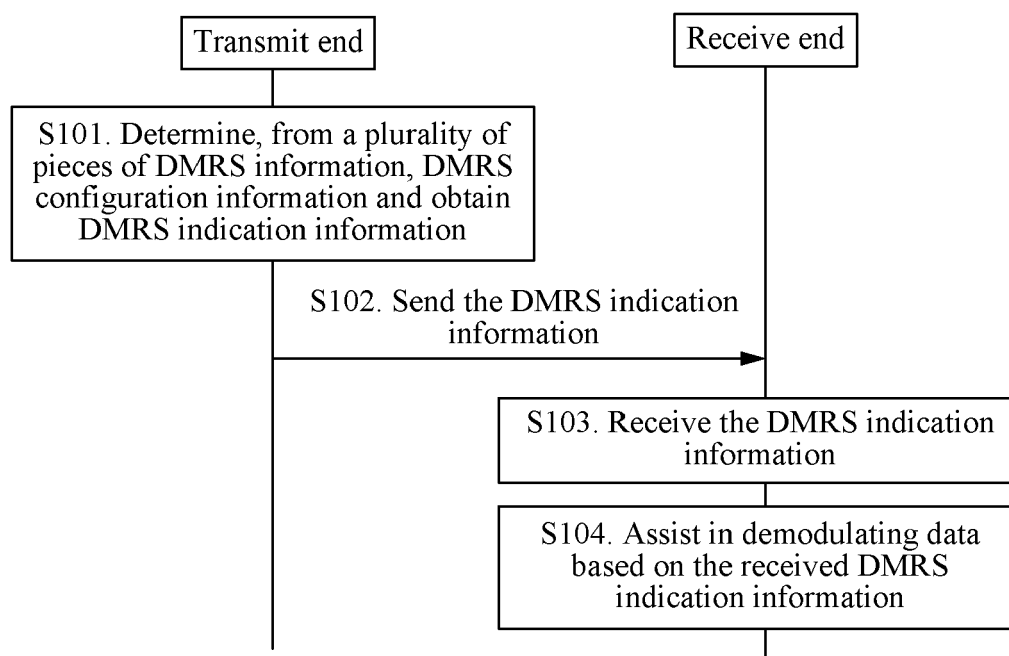 Transmit end
Receive end
S101. Determine, from a plurality of
pieces of DMRS information, DMRS
configuration information and obtain
DMRS indication information
S102. Send the DMRS indication
information
S103. Receive the DMRS indication
information
S104. Assist in demodulating data
based on the received DMRS
indication information